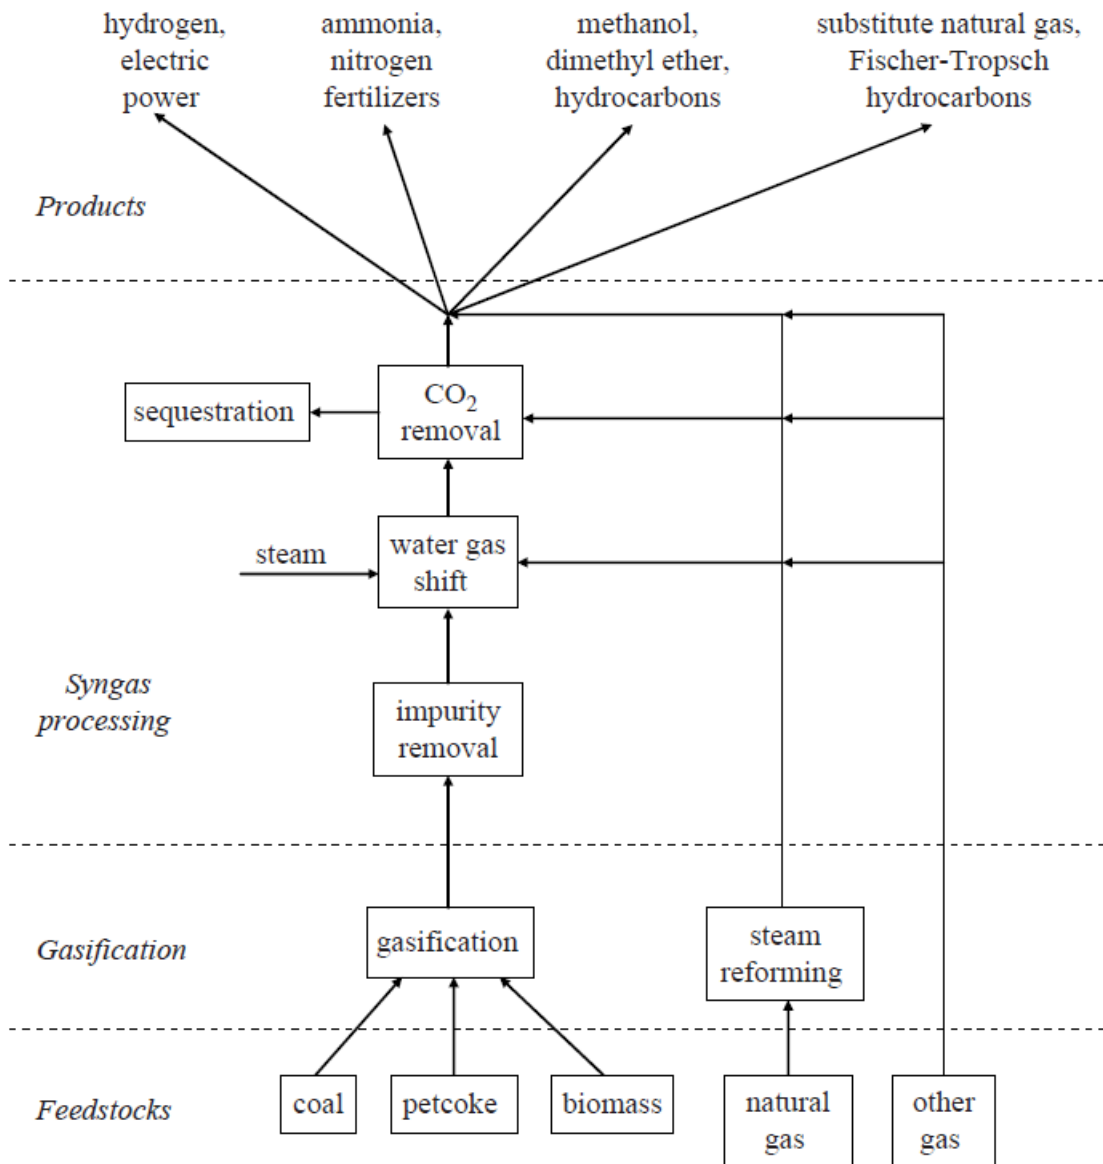 hydrogen,
electric
power
ammonia,
nitrogen
fertilizers
methanol,
dimethyl ether,
hydrocarbons
substitute natural gas,
Fischer-Tropsch
hydrocarbons
Products
sequestration
CO₂
removal
steam
water gas
shift
Syngas
processing
impurity
removal
Gasification
gasification
steam
reforming
Feedstocks
coal
petcoke
biomass
natural
gas
other
gas